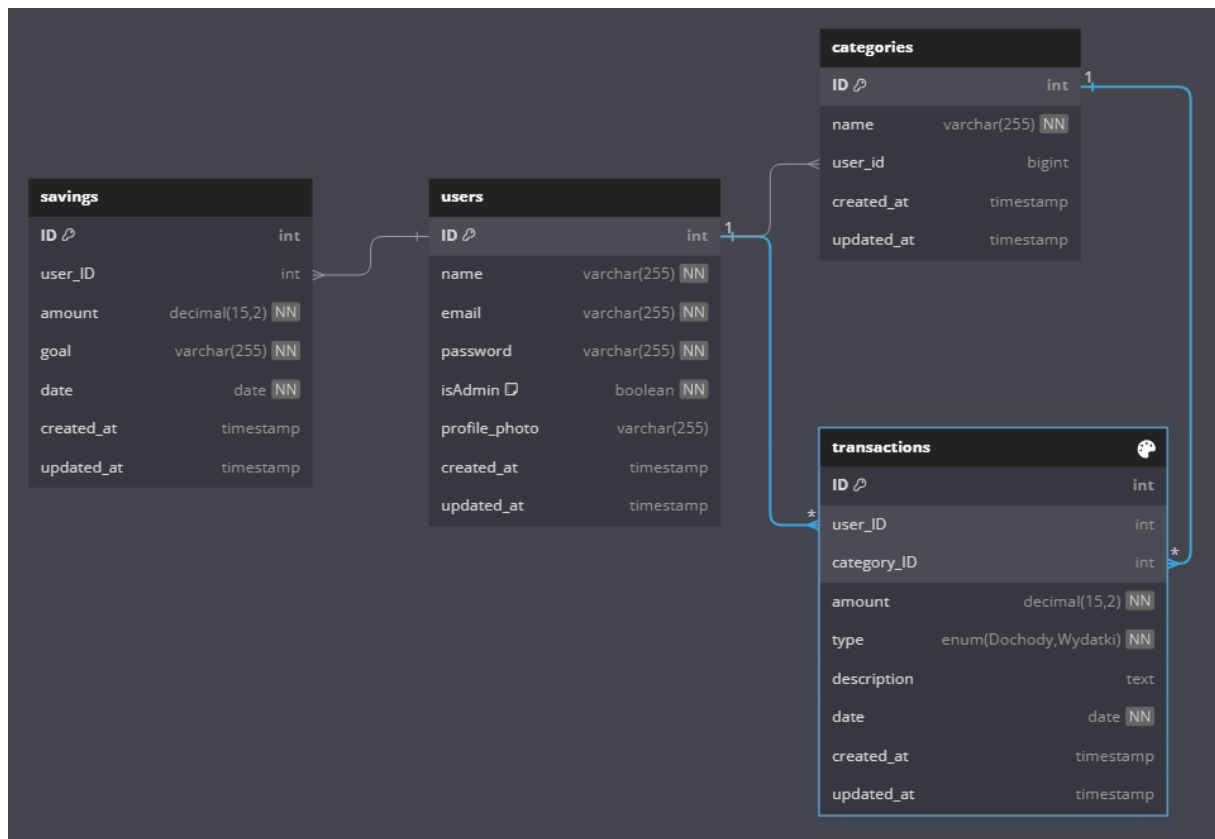 savings
ID int
user_ID int
amount decimal(15,2) NN
goal varchar(255) NN
date date NN
created_at timestamp
updated_at timestamp
users
ID int 1
name varchar(255) NN
email varchar(255) NN
password varchar(255) NN
isAdmin boolean NN
profile_photo varchar(255)
created_at timestamp
updated_at timestamp
categories
ID int 1
name varchar(255) NN
user_id bigint
created_at timestamp
updated_at timestamp
transactions
ID int
* user_ID int
category_ID int *
amount decimal(15,2) NN
type enum(Dochody,Wydatki) NN
description text
date date NN
created_at timestamp
updated_at timestamp